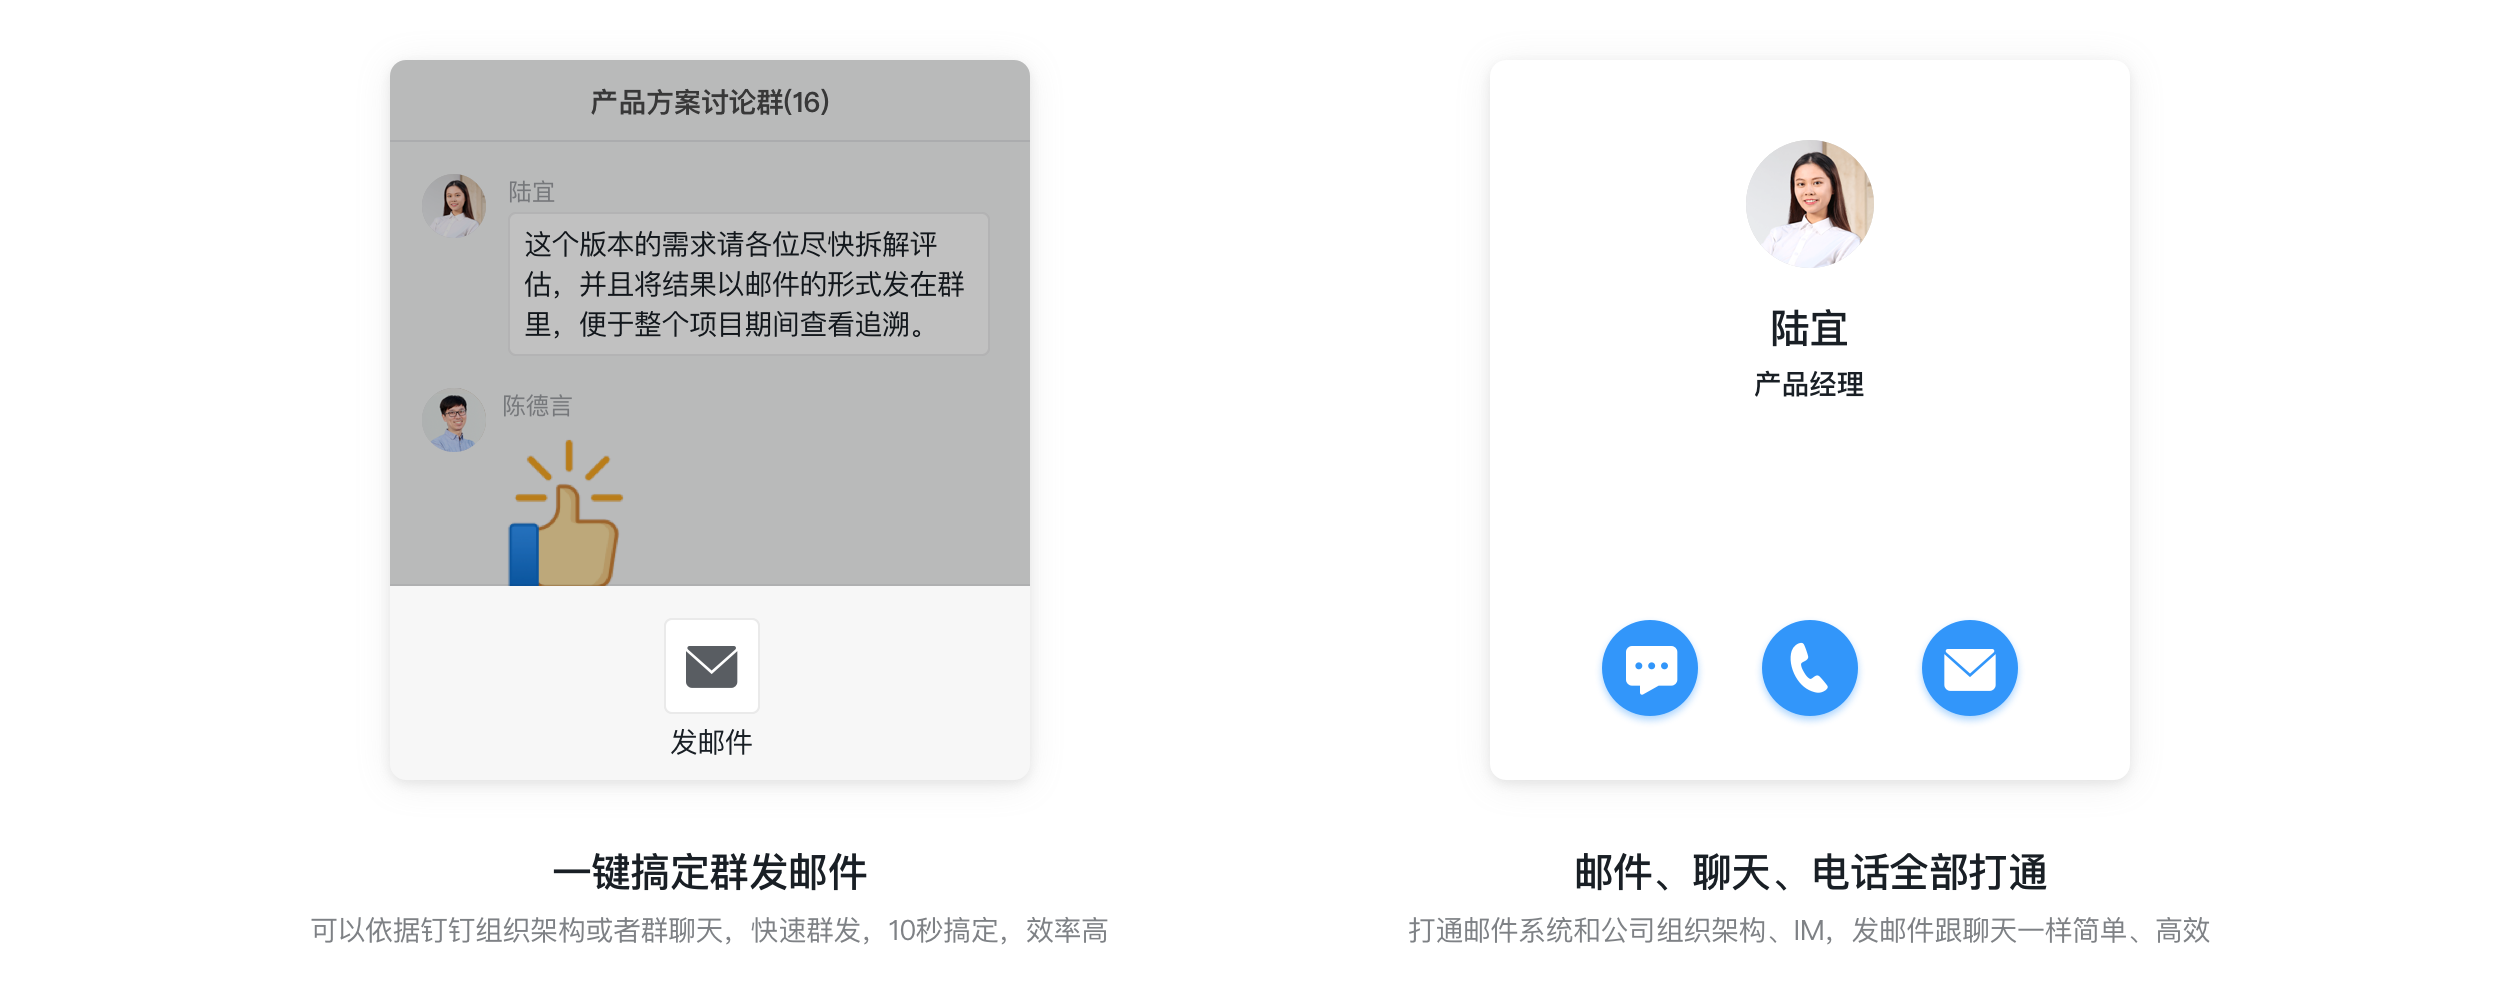 产品方案讨论群(16)
陆宜
这个版本的需求请各位尽快拆解评
估，并且将结果以邮件的形式发在群
里，便于整个项目期间查看追溯。
陈德言
发邮件
一键搞定群发邮件
可以依据钉钉组织架构或者群聊天，快速群发，10秒搞定，效率高
陆宜
产品经理
邮件、聊天、电话全部打通
打通邮件系统和公司组织架构、IM，发邮件跟聊天一样简单、高效